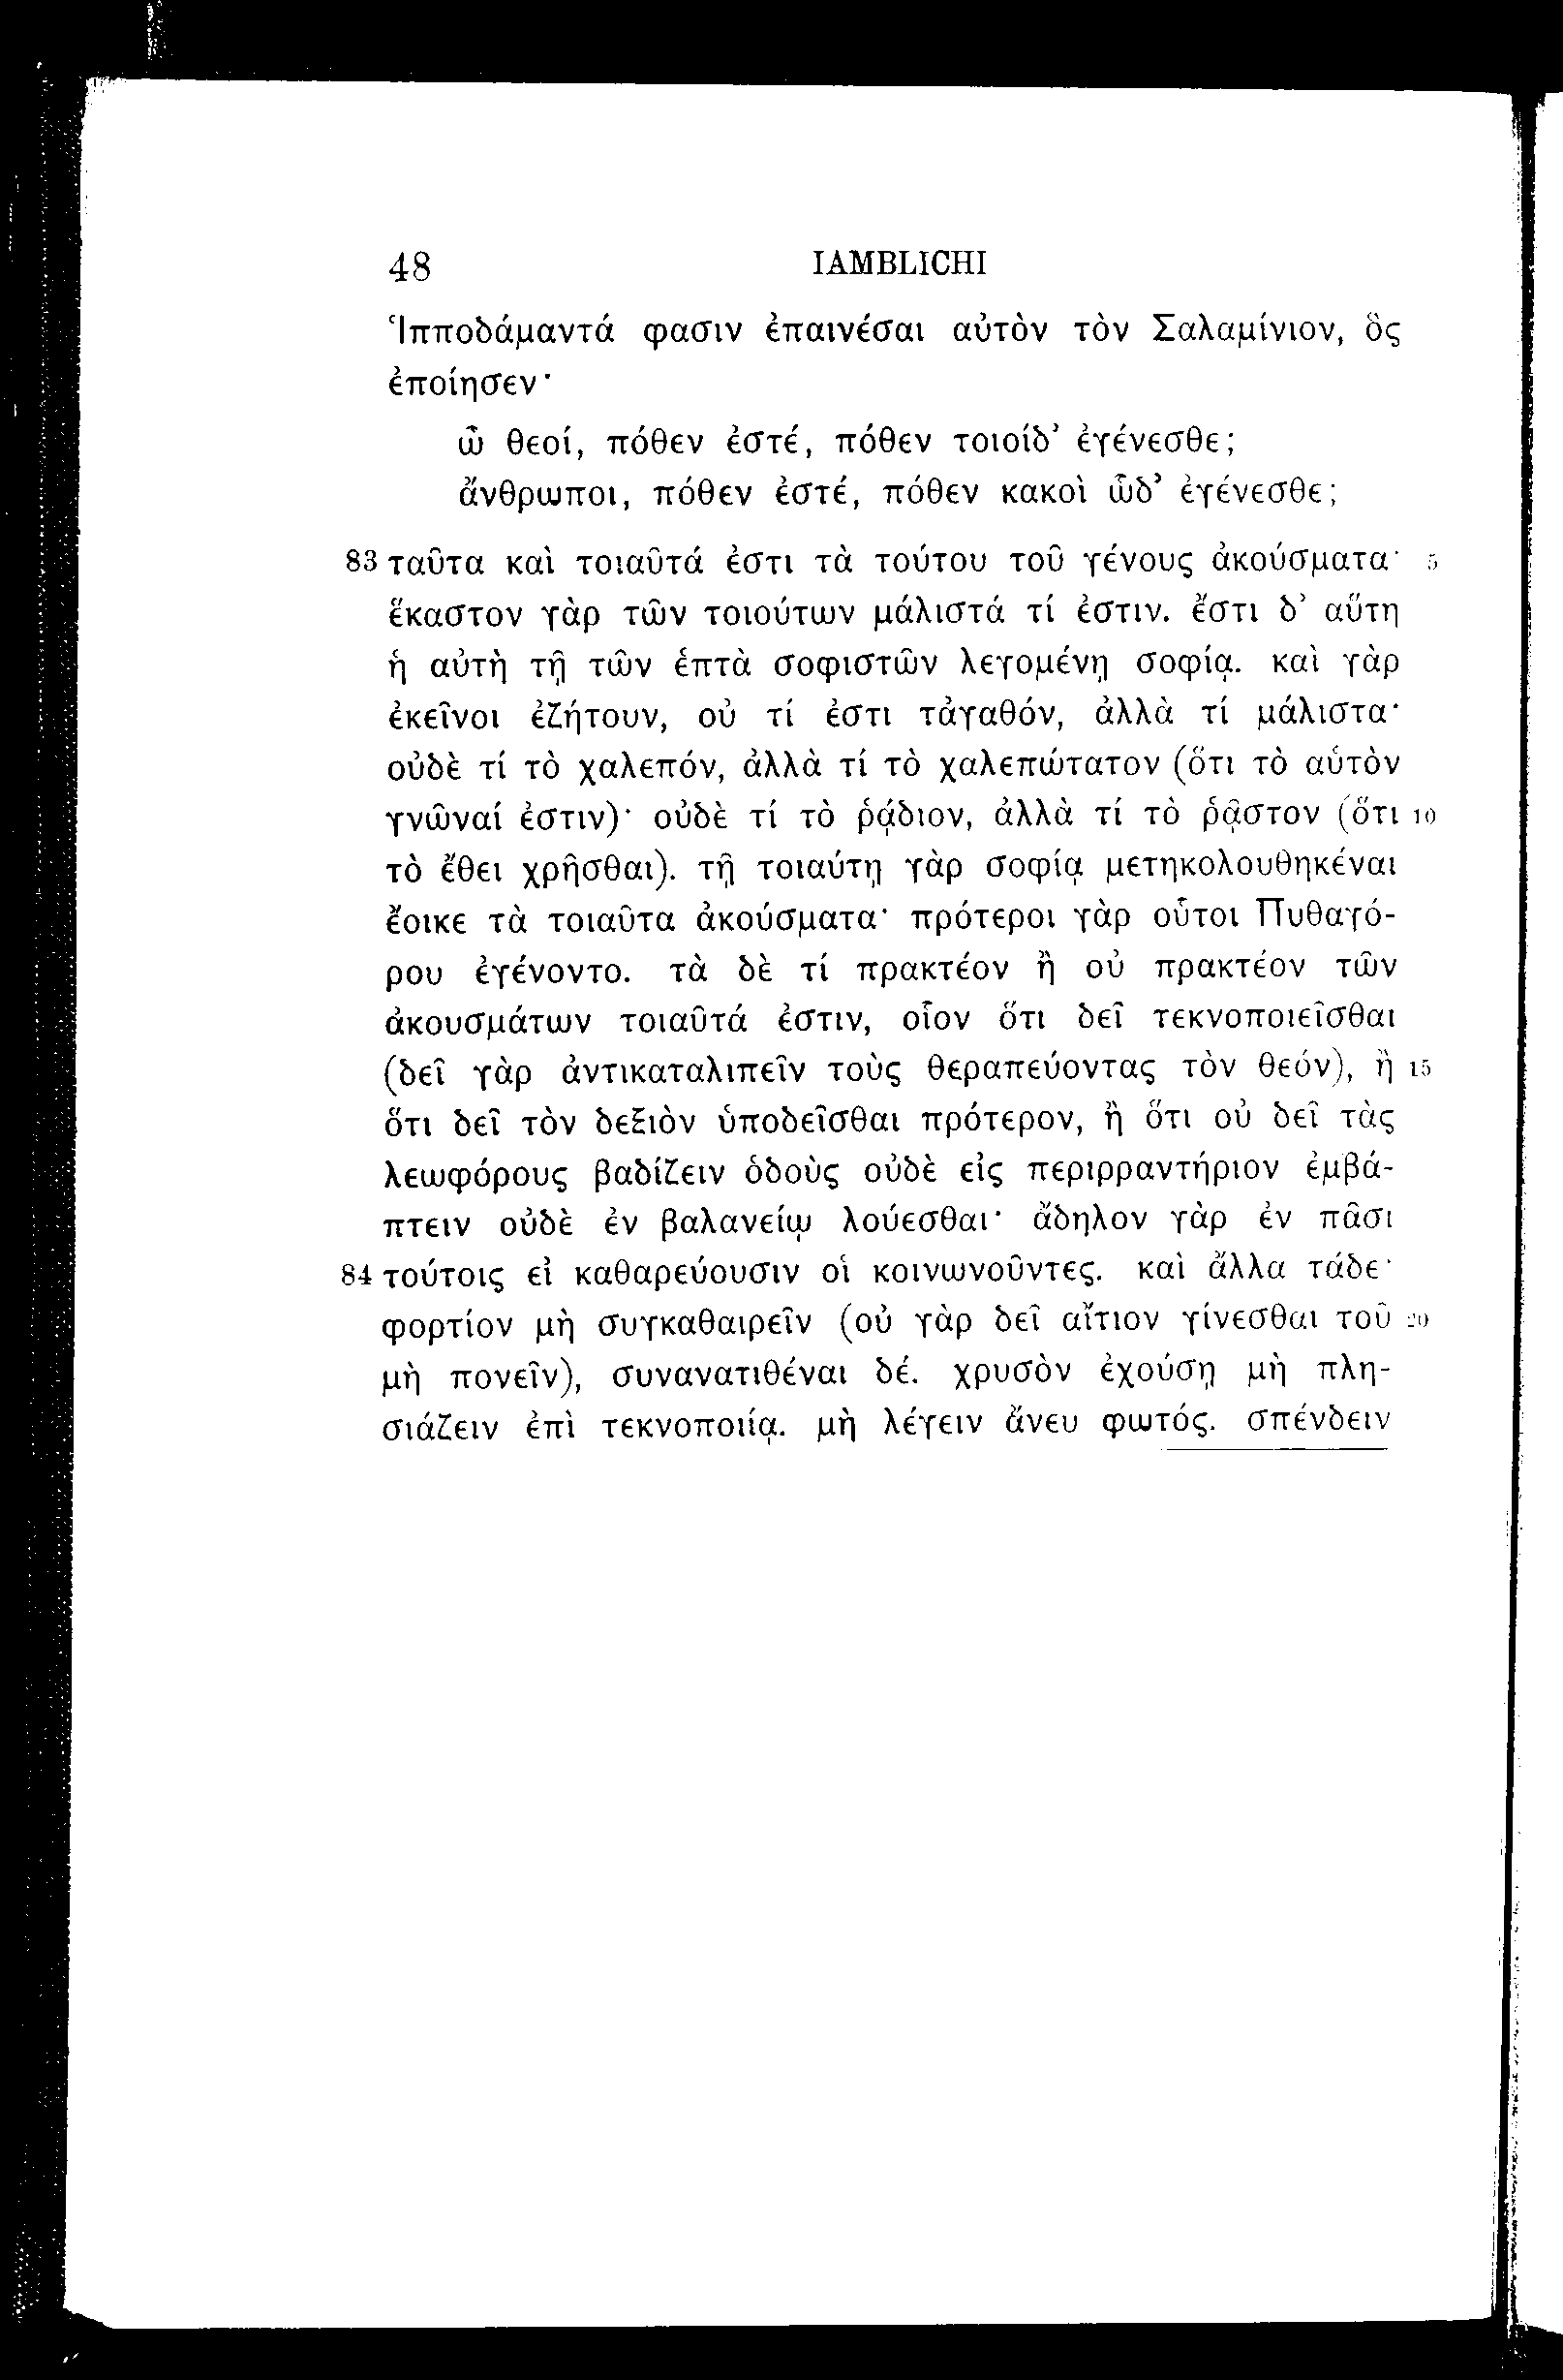 48 IAMBLICHI
Ἱπποδάμαντά φασιν ἐπαινέσαι αὐτὸν τὸν Σαλαμίνιον, ὃς
ἐποίησεν·
ὦ θεοί, πόθεν ἐστέ, πόθεν τοιοίδ’ ἐγένεσθε;
ἄνθρωποι, πόθεν ἐστέ, πόθεν κακοὶ ὧδ’ ἐγένεσθε;
83 ταῦτα καὶ τοιαῦτά ἐστι τὰ τούτου τοῦ γένους ἀκούσματα· 5
ἕκαστον γὰρ τῶν τοιούτων μάλιστά τί ἐστιν. ἔστι δ’ αὕτη
ἡ αὐτὴ τῇ τῶν ἑπτὰ σοφιστῶν λεγομένῃ σοφίᾳ. καὶ γὰρ
ἐκεῖνοι ἐζήτουν, οὐ τί ἐστι τἀγαθόν, ἀλλὰ τί μάλιστα·
οὐδὲ τί τὸ χαλεπόν, ἀλλὰ τί τὸ χαλεπώτατον (ὅτι τὸ αὑτὸν
γνῶναί ἐστιν)· οὐδὲ τί τὸ ῥᾴδιον, ἀλλὰ τί τὸ ῥᾷστον (ὅτι 10
τὸ ἔθει χρῆσθαι). τῇ τοιαύτῃ γὰρ σοφίᾳ μετηκολουθηκέναι
ἔοικε τὰ τοιαῦτα ἀκούσματα· πρότεροι γὰρ οὗτοι Πυθαγό-
ρου ἐγένοντο. τὰ δὲ τί πρακτέον ἢ οὐ πρακτέον τῶν
ἀκουσμάτων τοιαῦτά ἐστιν, οἷον ὅτι δεῖ τεκνοποιεῖσθαι
(δεῖ γὰρ ἀντικαταλιπεῖν τοὺς θεραπεύοντας τὸν θεόν), ἢ 15
ὅτι δεῖ τὸν δεξιὸν ὑποδεῖσθαι πρότερον, ἢ ὅτι οὐ δεῖ τὰς
λεωφόρους βαδίζειν ὁδοὺς οὐδὲ εἰς περιρραντήριον ἐμβά-
πτειν οὐδὲ ἐν βαλανείῳ λούεσθαι· ἄδηλον γὰρ ἐν πᾶσι
84 τούτοις εἰ καθαρεύουσιν οἱ κοινωνοῦντες. καὶ ἄλλα τάδε·
φορτίον μὴ συγκαθαιρεῖν (οὐ γὰρ δεῖ αἴτιον γίνεσθαι τοῦ 20
μὴ πονεῖν), συνανατιθέναι δέ. χρυσὸν ἐχούσῃ μὴ πλη-
σιάζειν ἐπὶ τεκνοποιίᾳ. μὴ λέγειν ἄνευ φωτός. σπένδειν